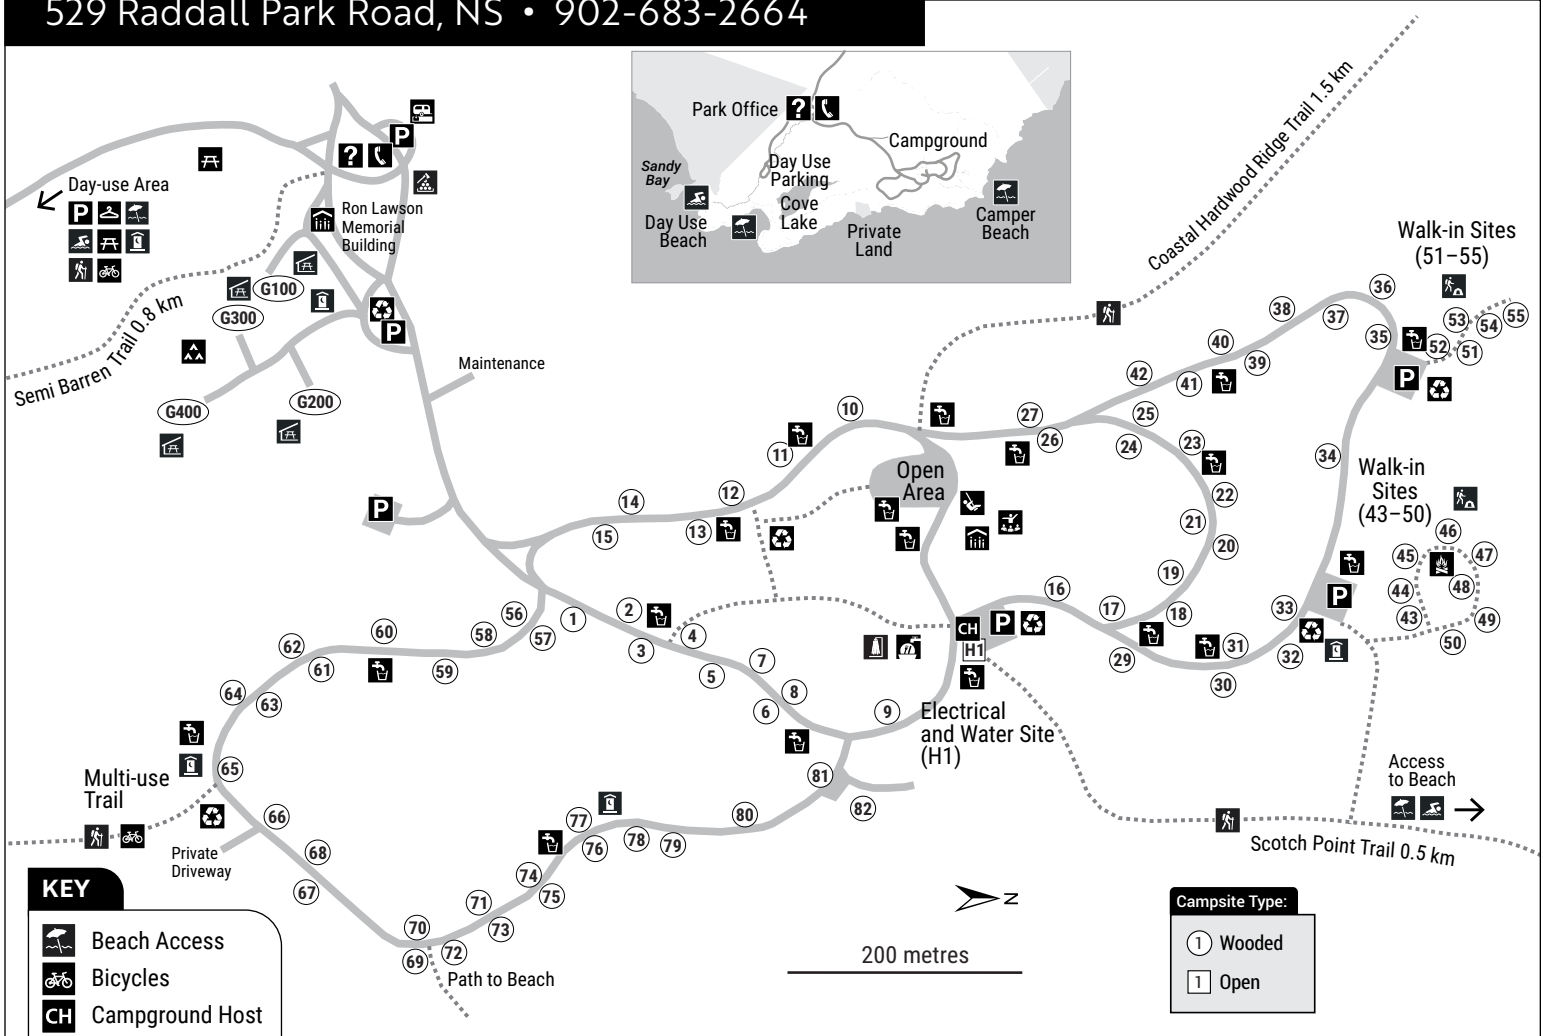 529 Raddall Park Road, NS • 902-683-2664
Park Office
?
Campground
Sandy
Bay
Day Use
Parking
Cove
Lake
Day Use
Beach
Private
Land
Camper
Beach
Coastal Hardwood Ridge Trail 1.5 km
P
?
Day-use Area
P
Ron Lawson
Memorial
Building
G100
G300
P
Semi Barren Trail 0.8 km
G400
G200
Maintenance
P
Walk-in Sites
(51–55)
36
38
37
35
53
54
55
52
51
P
40
39
42
41
10
27
26
25
24
23
11
34
Walk-in
Sites
(43–50)
Open
Area
12
14
13
15
22
21
20
46
45
47
44
48
43
49
50
19
16
17
18
P
33
P
CH
H1
56
57
1
2
3
4
5
7
8
6
9
Electrical
and Water Site
(H1)
29
31
30
32
62
60
58
61
59
64
63
65
Multi-use
Trail
66
Private
Driveway
68
67
81
82
80
77
76
78
79
74
75
71
73
70
69
72
Path to Beach
Access
to Beach
Scotch Point Trail 0.5 km
N
200 metres
Campsite Type:
1 Wooded
1 Open
KEY
Beach Access
Bicycles
CH Campground Host